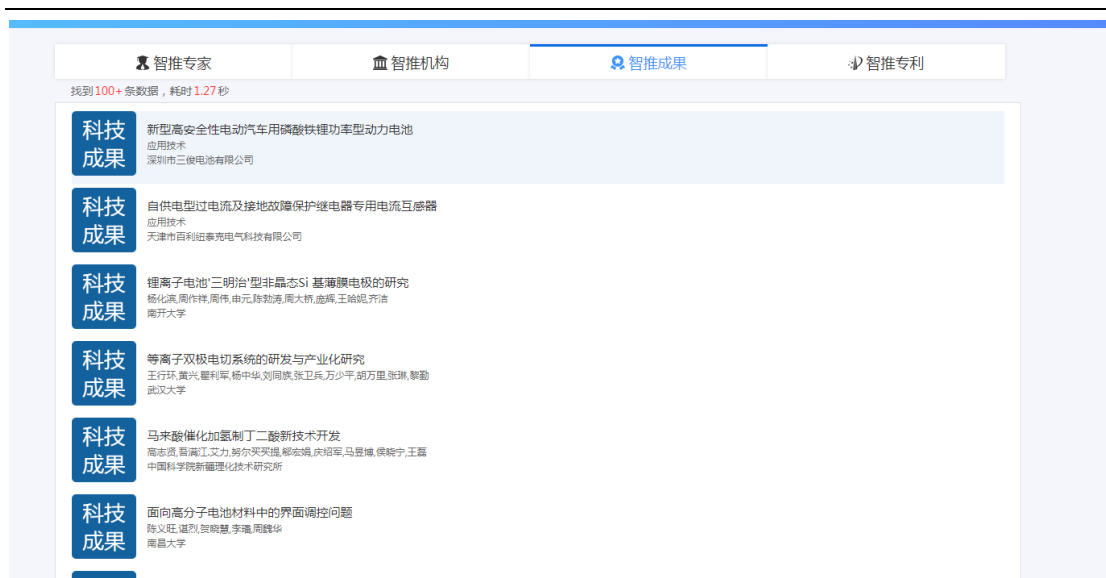 智推专家
智推机构
智推成果
智推专利
找到100+条数据，耗时1.27秒
科技
成果
新型高安全性电动汽车用磷酸铁锂功率型动力电池
应用技术
深圳市三俊电池有限公司
科技
成果
自供电型过电流及接地故障保护继电器专用电流互感器
应用技术
天津市百利纽泰克电气科技有限公司
科技
成果
锂离子电池'三明治'型非晶态Si 基薄膜电极的研究
杨化滨,周作祥,周伟,申元,陈勃涛,周大桥,庞辉,王哈妮,齐洁
南开大学
科技
成果
等离子双极电切系统的研发与产业化研究
王行环,黄兴,瞿利军,杨中华,刘同族,张卫兵,万少平,胡万里,张琳,黎勤
武汉大学
科技
成果
马来酸催化加氢制丁二酸新技术开发
高志贤,吾满江,艾力,努尔买买提,郗宏娟,庆绍军,马昱博,侯晓宁,王磊
中国科学院新疆理化技术研究所
科技
成果
面向高分子电池材料中的界面调控问题
陈义旺,谌烈,贺晓慧,李璠,周魏华
南昌大学